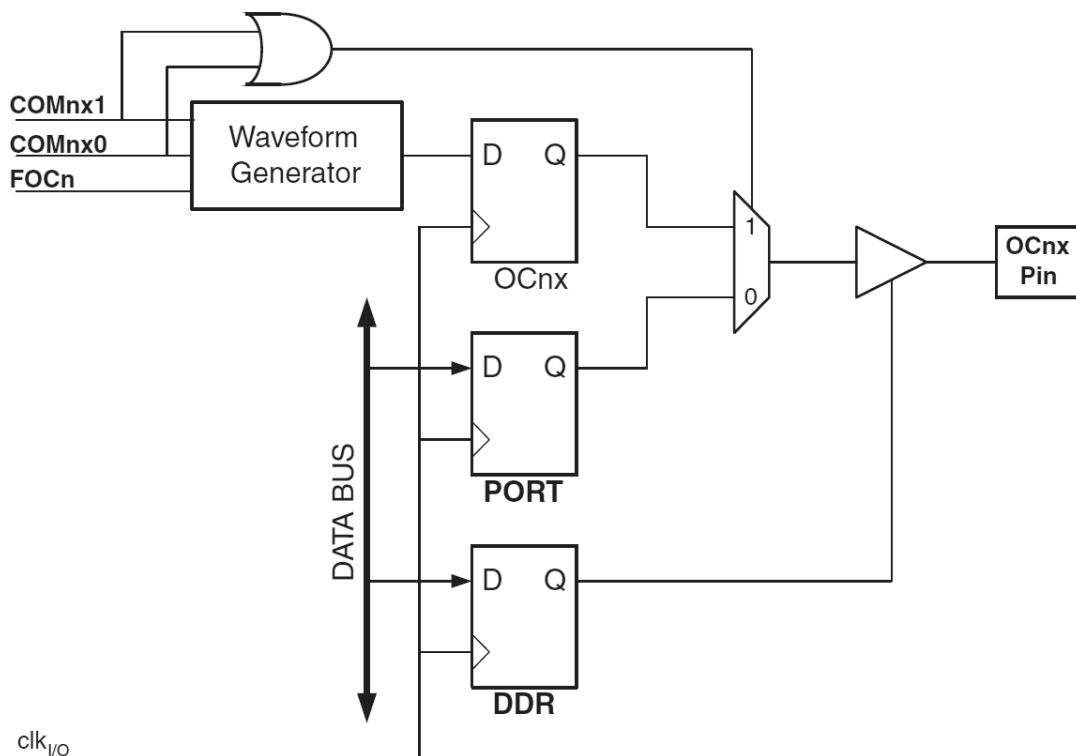 COMnx1
COMnx0
FOCn
Waveform
Generator
D Q
OCnx
1
0
OCnx
Pin
D Q
PORT
DATA BUS
D Q
DDR
clkI/O